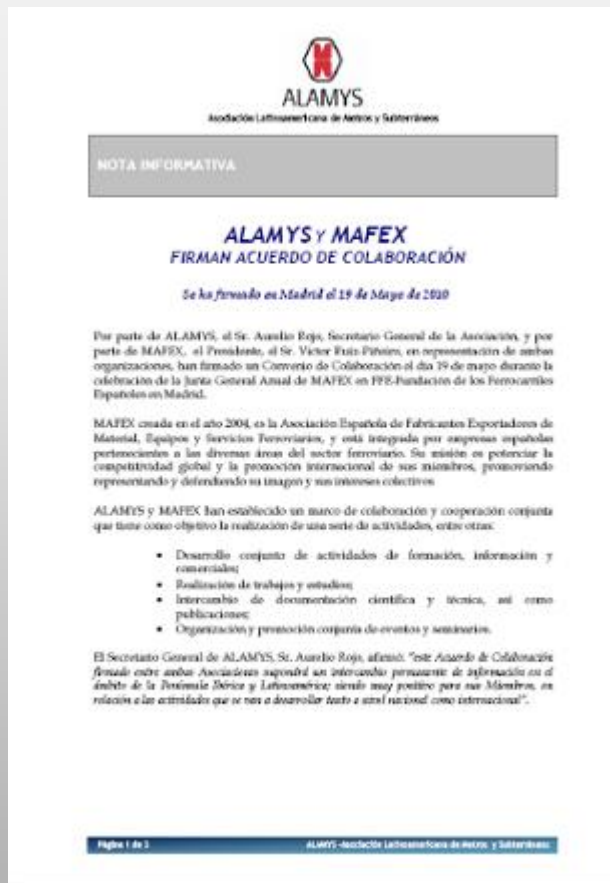 ALAMYS
Asociación Latinoamericana de Metros y Subterráneos
NOTA INFORMATIVA
ALAMYS Y MAFEX
FIRMAN ACUERDO DE COLABORACIÓN
Se ha firmado en Madrid el 19 de Mayo de 2010
Por parte de ALAMYS, el Sr. Aurelio Rojo, Secretario General de la Asociación, y por
parte de MAFEX, el Presidente, el Sr. Victor Ruiz Piñeiro, en representación de ambas
organizaciones, han firmado un Convenio de Colaboración el día 19 de mayo durante la
celebración de la Junta General Anual de MAFEX en FFE-Fundación de los Ferrocarriles
Españoles en Madrid.
MAFEX creada en el año 2004, es la Asociación Española de Fabricantes Exportadores de
Material, Equipos y Servicios Ferroviarios, y está integrada por empresas españolas
pertenecientes a las diversas áreas del sector ferroviario. Su misión es potenciar la
competitividad global y la promoción internacional de sus miembros, promoviendo
representando y defendiendo su imagen y sus intereses colectivos
ALAMYS y MAFEX han establecido un marco de colaboración y cooperación conjunta
que tiene como objetivo la realización de una serie de actividades, entre otras:
• Desarrollo conjunto de actividades de formación, información y
comerciales;
• Realización de trabajos y estudios;
• Intercambio de documentación científica y técnica, así como
publicaciones;
• Organización y promoción conjunta de eventos y seminarios.
El Secretario General de ALAMYS, Sr. Aurelio Rojo, afirmó: "este Acuerdo de Colaboración
firmado entre ambas Asociaciones supondrá un intercambio permanente de información en el
ámbito de la Península Ibérica y Latinoamérica; siendo muy positivo para sus Miembros, en
relación a las actividades que se van a desarrollar tanto a nivel nacional como internacional".
Página 1 de 2
ALAMYS -Asociación Latinoamericana de Metros y Subterráneos